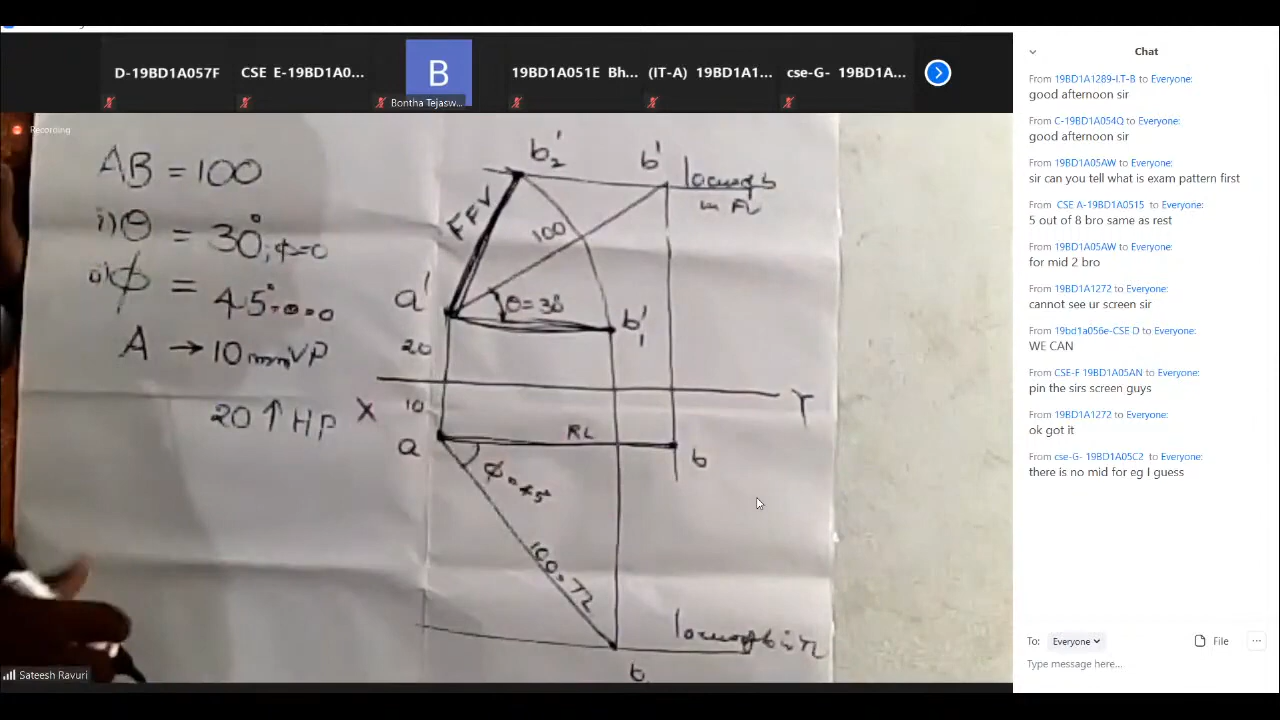 D-19BD1A057F
CSE E-19BD1A0...
B
Bontha Tejasw...
19BD1A051E Bh...
(IT-A) 19BD1A1...
cse-G- 19BD1A...
Recording
AB = 100
i) θ = 30°; φ=0
ii) φ = 45° θ=0
A → 10mm VP
20 ↑ HP
b2'
b'
locus of b
in FV
FFV
100
a'
θ=30
b1'
20
X
10
Y
a
RL
b
φ=45°
100=TL
locus of b in
b
Sateesh Ravuri
Chat
From 19BD1A1289-I.T-B to Everyone:
good afternoon sir
From C-19BD1A054Q to Everyone:
good afternoon sir
From 19BD1A05AW to Everyone:
sir can you tell what is exam pattern first
From CSE A-19BD1A0515 to Everyone:
5 out of 8 bro same as rest
From 19BD1A05AW to Everyone:
for mid 2 bro
From 19BD1A1272 to Everyone:
cannot see ur screen sir
From 19bd1a056e-CSE D to Everyone:
WE CAN
From CSE-F 19BD1A05AN to Everyone:
pin the sirs screen guys
From 19BD1A1272 to Everyone:
ok got it
From cse-G- 19BD1A05C2 to Everyone:
there is no mid for eg I guess
To: Everyone
File
...
Type message here...